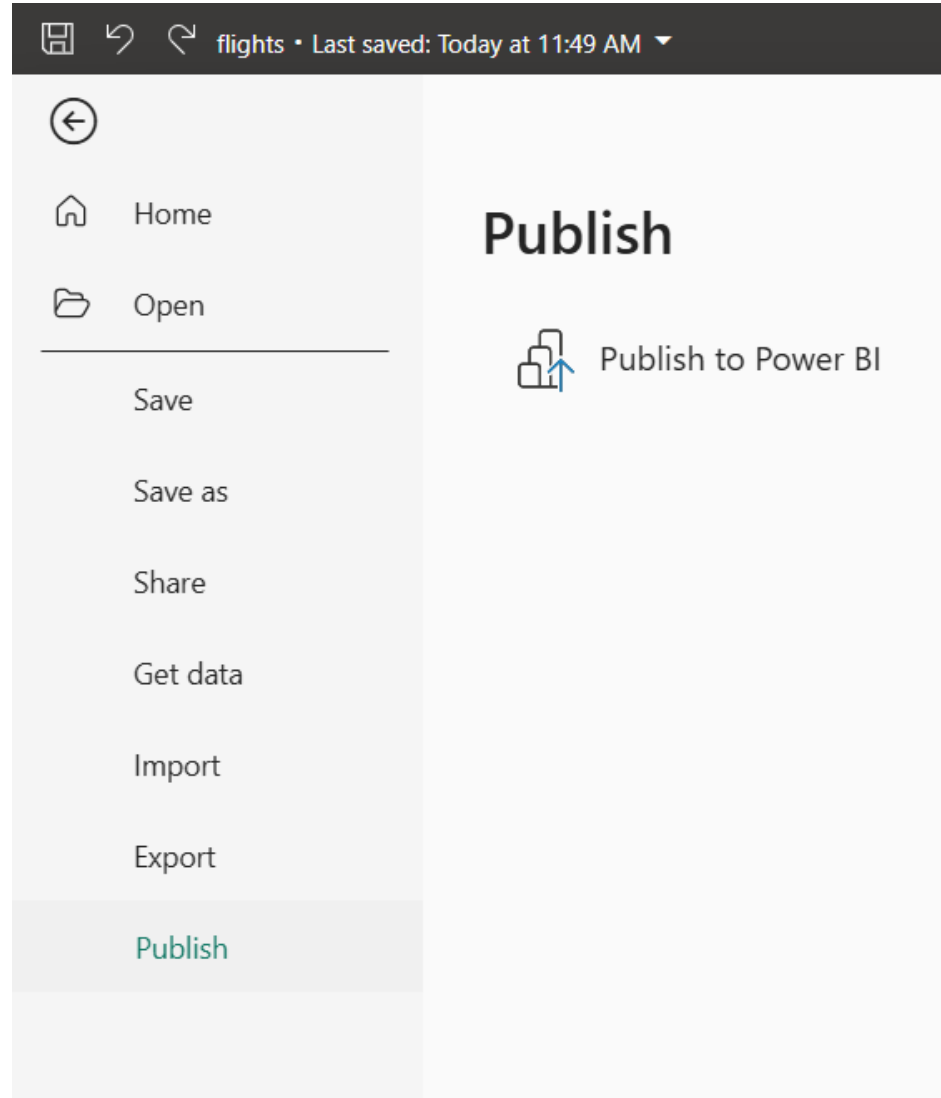 flights • Last saved: Today at 11:49 AM
Home
Open
Save
Save as
Share
Get data
Import
Export
Publish
Publish
Publish to Power BI